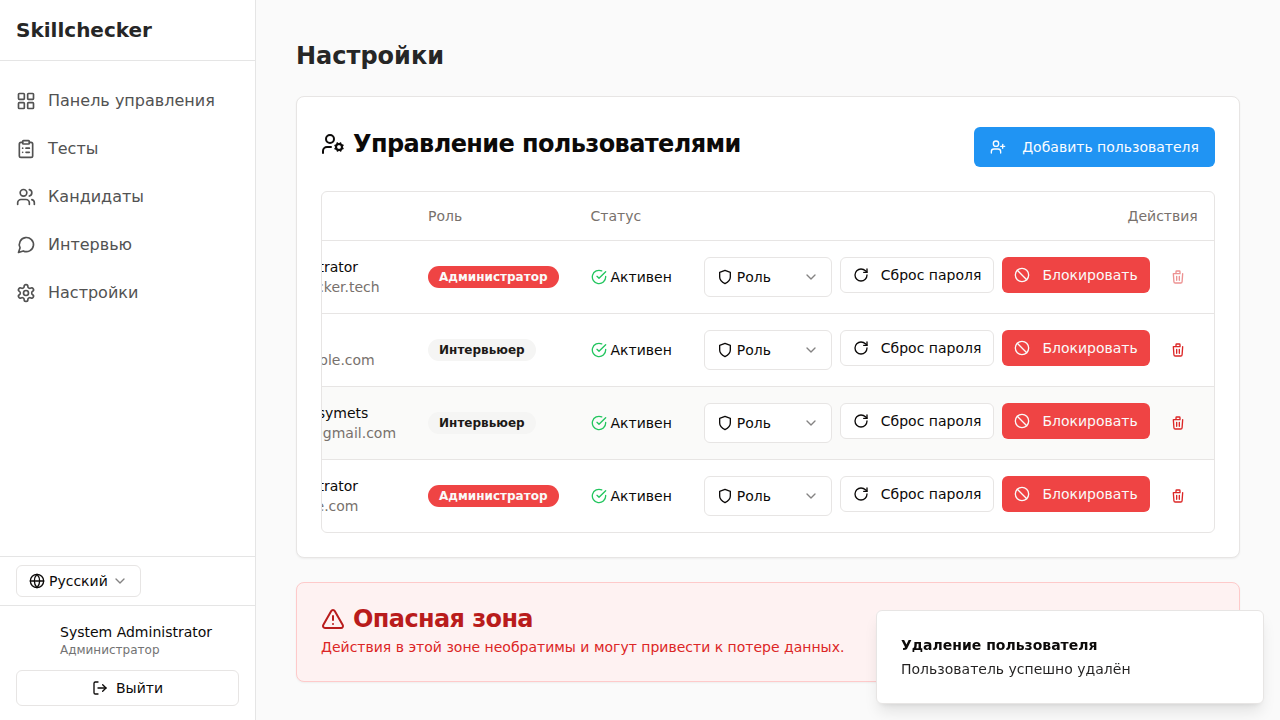 Skillchecker
Панель управления
Тесты
Кандидаты
Интервью
Настройки
Русский
System Administrator
Администратор
Выйти
Настройки
Управление пользователями
Добавить пользователя
Роль Статус Действия
trator
ker.tech
Администратор Активен Роль Сброс пароля Блокировать
ple.com
Интервьюер Активен Роль Сброс пароля Блокировать
symets
gmail.com
Интервьюер Активен Роль Сброс пароля Блокировать
trator
e.com
Администратор Активен Роль Сброс пароля Блокировать
Опасная зона
Действия в этой зоне необратимы и могут привести к потере данных.
Удаление пользователя
Пользователь успешно удалён